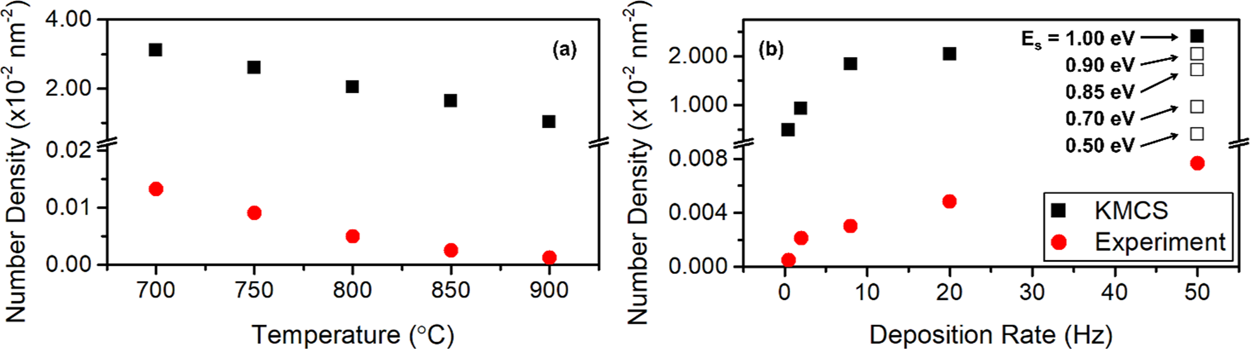 Number Density (x10-2 nm-2)
4.00
2.00
0.02
0.01
0.00
(a)
700
750
800
850
900
Temperature (°C)
Number Density (x10-2 nm-2)
2.000
1.000
0.008
0.004
0.000
(b)
Es = 1.00 eV
0.90 eV
0.85 eV
0.70 eV
0.50 eV
KMCS
Experiment
0
10
20
30
40
50
Deposition Rate (Hz)